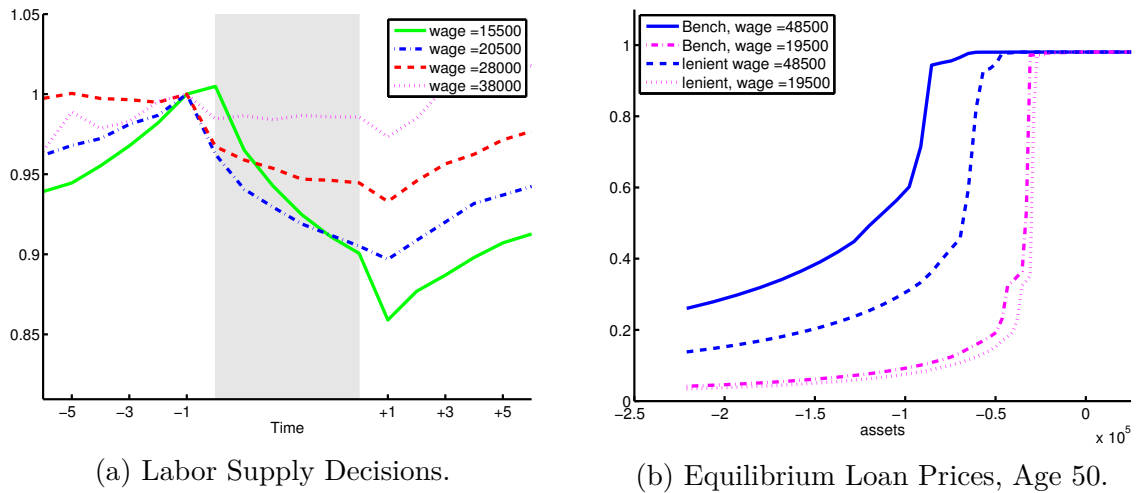 1.05
1
0.95
0.9
0.85
−5
−3
−1
+1
+3
+5
Time
wage =15500
wage =20500
wage =28000
wage =38000
(a) Labor Supply Decisions.
1
0.8
0.6
0.4
0.2
0
−2.5
−2
−1.5
−1
−0.5
0
x 10^5
assets
Bench, wage =48500
Bench, wage =19500
lenient wage =48500
lenient, wage =19500
(b) Equilibrium Loan Prices, Age 50.